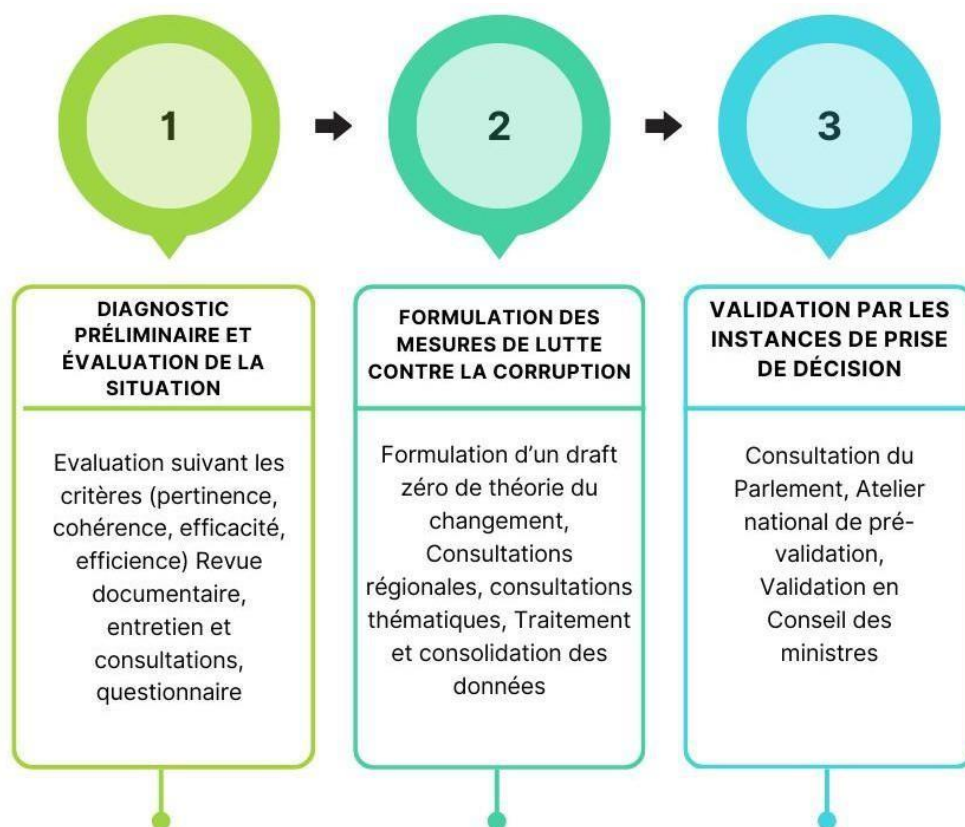 1
2
3
DIAGNOSTIC
PRÉLIMINAIRE ET
ÉVALUATION DE LA
SITUATION
Evaluation suivant les
critères (pertinence,
cohérence, efficacité,
efficience) Revue
documentaire,
entretien et
consultations,
questionnaire
FORMULATION DES
MESURES DE LUTTE
CONTRE LA CORRUPTION
Formulation d'un draft
zéro de théorie du
changement,
Consultations
régionales, consultations
thématiques, Traitement
et consolidation des
données
VALIDATION PAR LES
INSTANCES DE PRISE
DE DÉCISION
Consultation du
Parlement, Atelier
national de pré-
validation,
Validation en
Conseil des
ministres